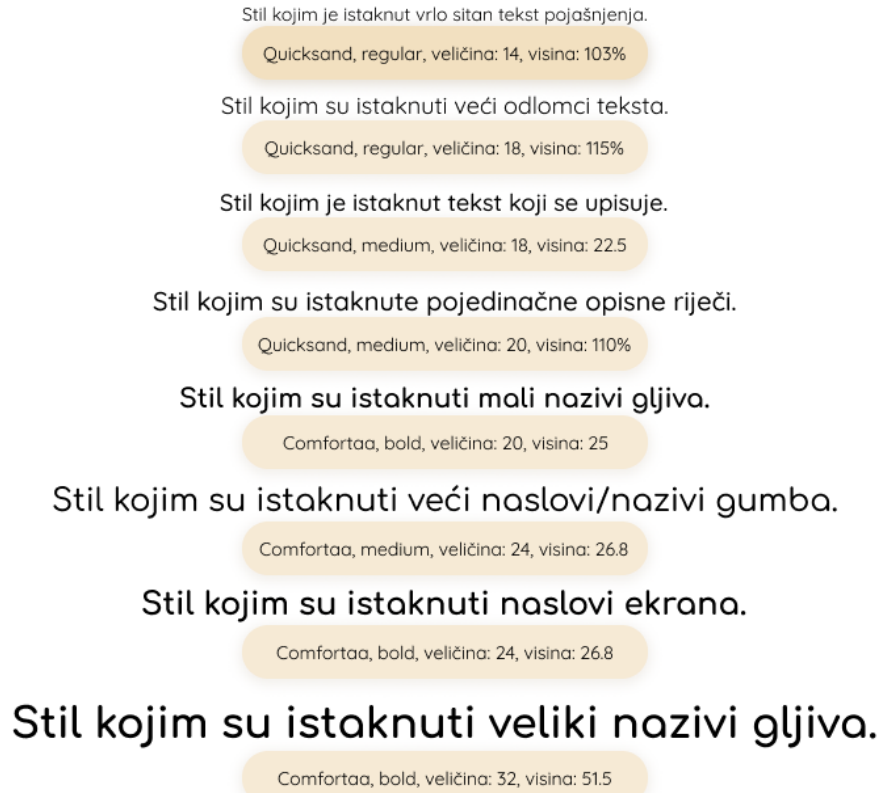 Stil kojim je istaknut vrlo sitan tekst pojašnjenja.
Quicksand, regular, veličina: 14, visina: 103%
Stil kojim su istaknuti veći odlomci teksta.
Quicksand, regular, veličina: 18, visina: 115%
Stil kojim je istaknut tekst koji se upisuje.
Quicksand, medium, veličina: 18, visina: 22.5
Stil kojim su istaknute pojedinačne opisne riječi.
Quicksand, medium, veličina: 20, visina: 110%
Stil kojim su istaknuti mali nazivi gljiva.
Comfortaa, bold, veličina: 20, visina: 25
Stil kojim su istaknuti veći naslovi/nazivi gumba.
Comfortaa, medium, veličina: 24, visina: 26.8
Stil kojim su istaknuti naslovi ekrana.
Comfortaa, bold, veličina: 24, visina: 26.8
Stil kojim su istaknuti veliki nazivi gljiva.
Comfortaa, bold, veličina: 32, visina: 51.5